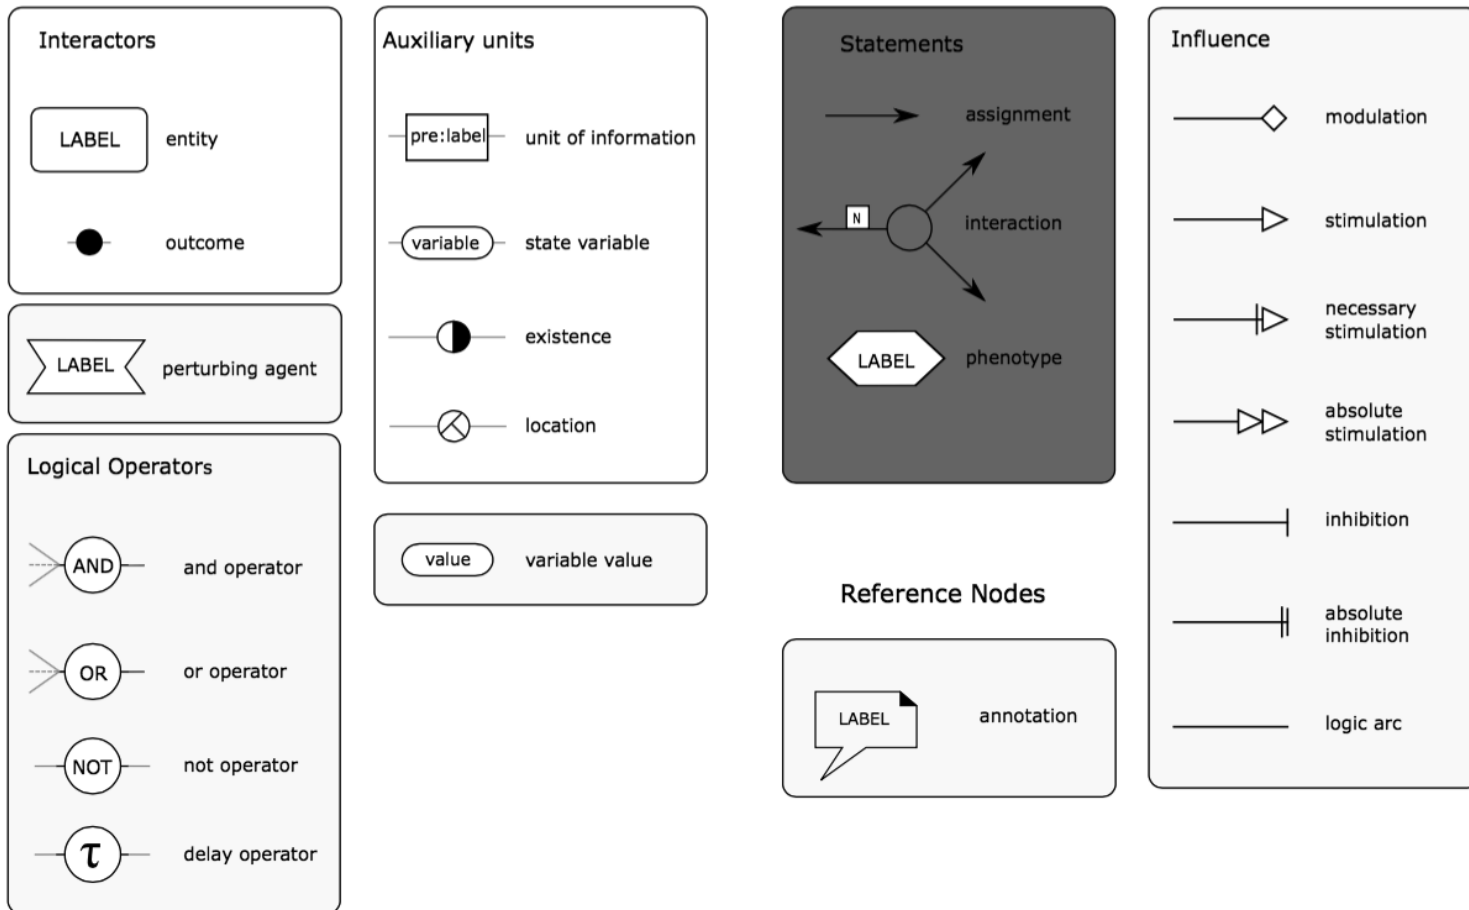 Interactors
LABEL
entity
outcome
LABEL
perturbing agent
Logical Operators
AND
and operator
OR
or operator
NOT
not operator
τ
delay operator
Auxiliary units
pre:label
unit of information
variable
state variable
existence
location
value
variable value
Statements
assignment
N
interaction
LABEL
phenotype
Reference Nodes
LABEL
annotation
Influence
modulation
stimulation
necessary
stimulation
absolute
stimulation
inhibition
absolute
inhibition
logic arc